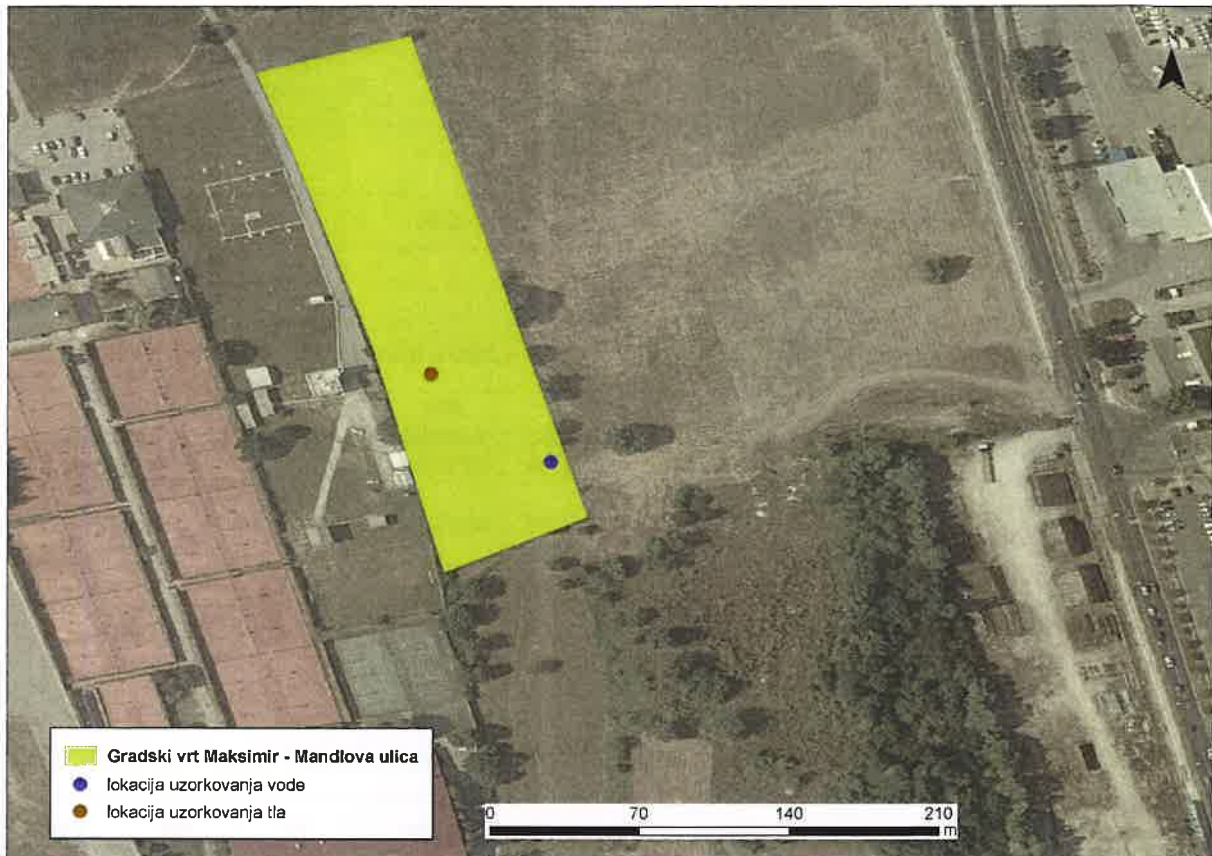 Gradski vrt Maksimir - Mandlova ulica
lokacija uzorkovanja vode
lokacija uzorkovanja tla
0 70 140 210
m